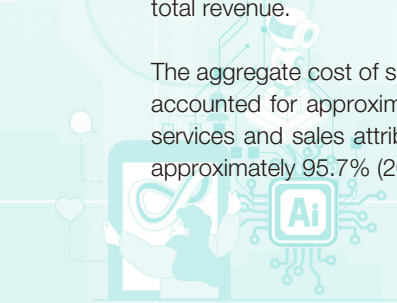 total revenue.
The aggregate cost of s
accounted for approxim
services and sales attrib
approximately 95.7% (20
Ai